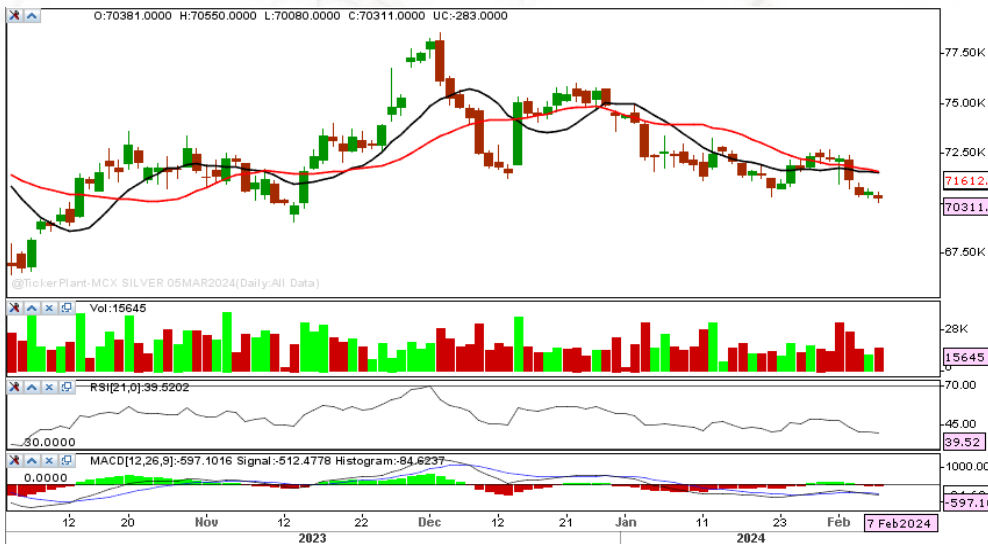 O:70381.0000 H:70550.0000 L:70080.0000 C:70311.0000 UC:-283.0000
77.50K
75.00K
72.50K
71612.
70311.
67.50K
@TickerPlant-MCX SILVER 05MAR2024(Daily:All Data)
Vol:15645
28K
15645
0
RSI[21,0]:39.5202
70.00
45.00
30.0000
39.52
MACD[12,26,9]:-597.1016 Signal:-512.4778 Histogram:-84.6237
1000.00
0.0000
-597.10
12 20 Nov 12 22 Dec 12 21 Jan 11 23 Feb 7 Feb2024
2023 2024